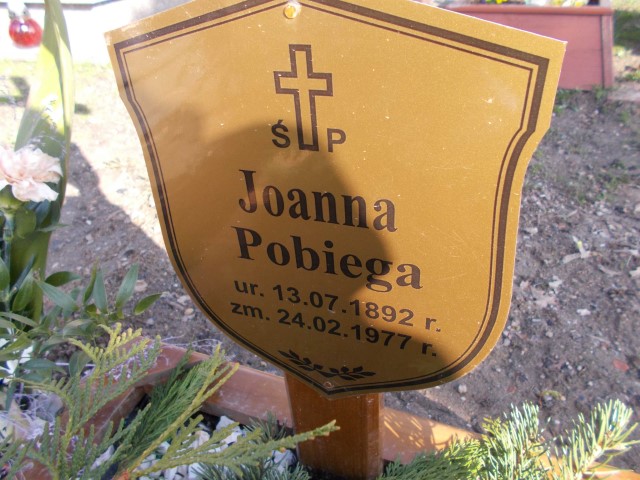 Ś P
Joanna
Pobiega
ur. 13.07.1892 r.
zm. 24.02.1977 r.